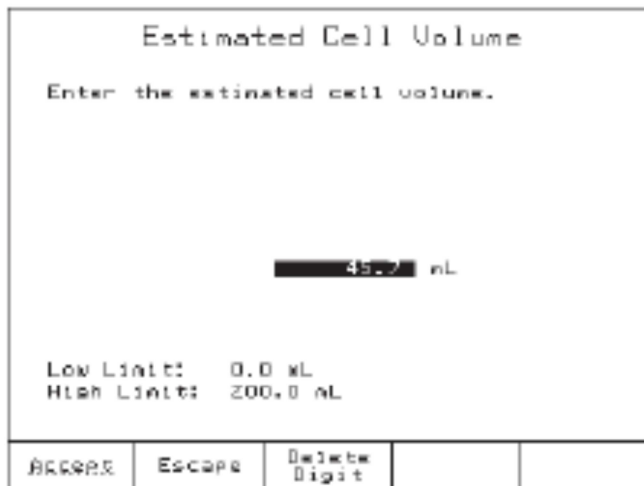 Estimated Cell Volume
Enter the estimated cell volume.
45.7 mL
Low Limit: 0.0 mL
High Limit: 200.0 mL
Accept
Escape
Delete
Digit